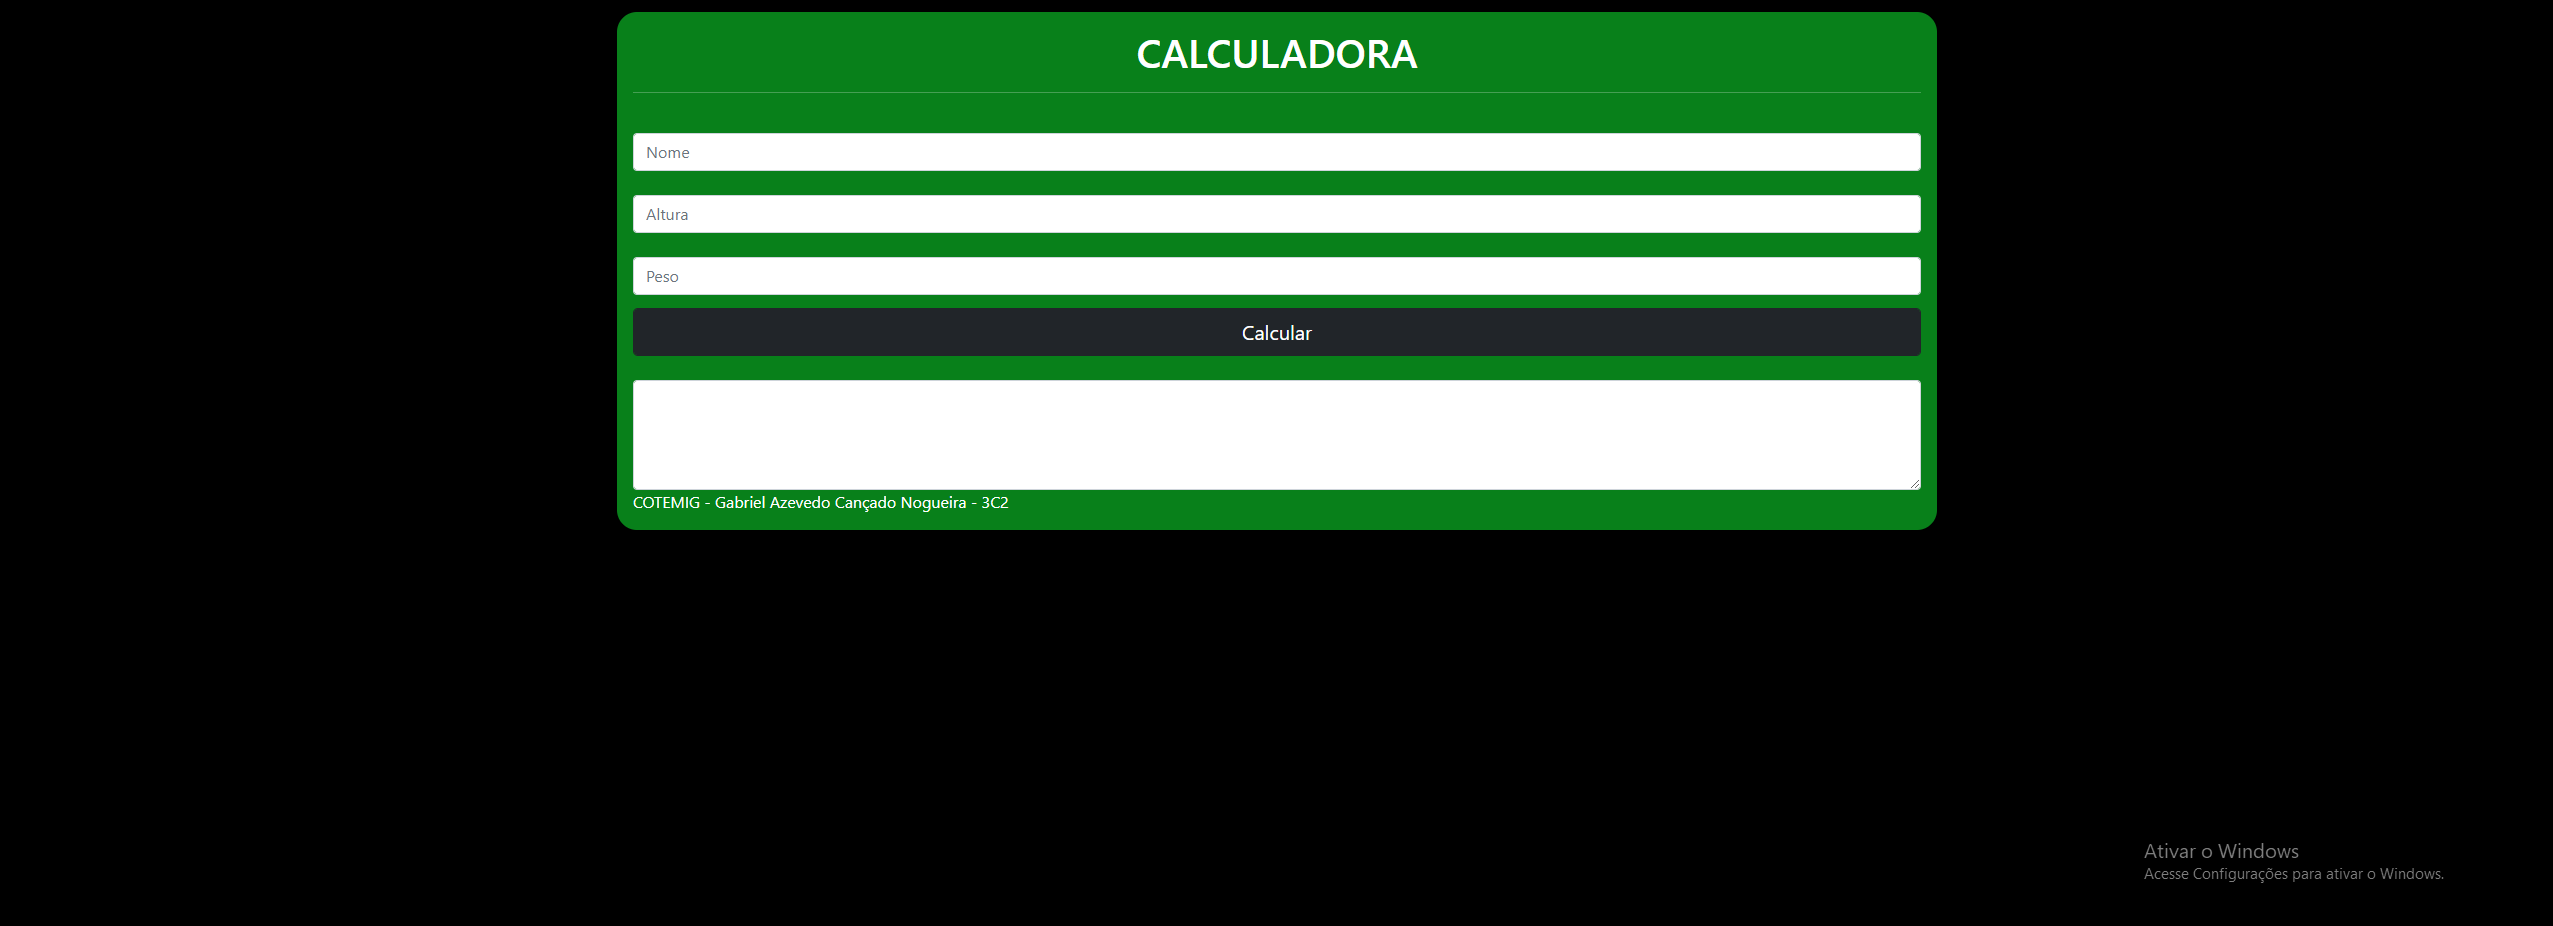 CALCULADORA
Nome
Altura
Peso
Calcular
COTEMIG - Gabriel Azevedo Cançado Nogueira - 3C2
Ativar o Windows
Acesse Configurações para ativar o Windows.